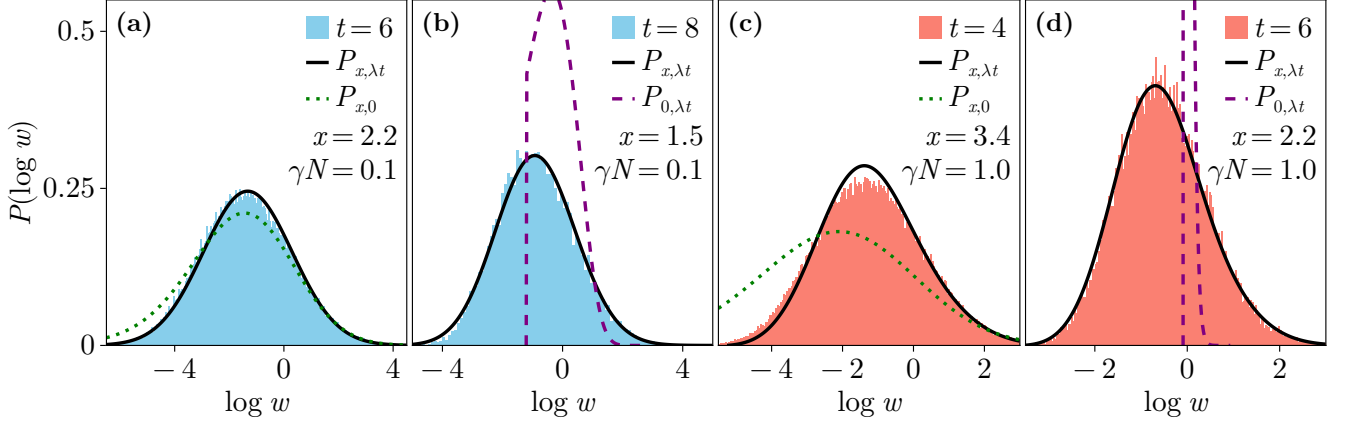 (a)
t=6
P_{x,λt}
P_{x,0}
x=2.2
γN=0.1
0.5
0.25
0
P(log w)
−4
0
4
log w
(b)
t=8
P_{x,λt}
P_{0,λt}
x=1.5
γN=0.1
−4
0
4
log w
(c)
t=4
P_{x,λt}
P_{x,0}
x=3.4
γN=1.0
−4
−2
0
2
log w
(d)
t=6
P_{x,λt}
P_{0,λt}
x=2.2
γN=1.0
−2
0
2
log w